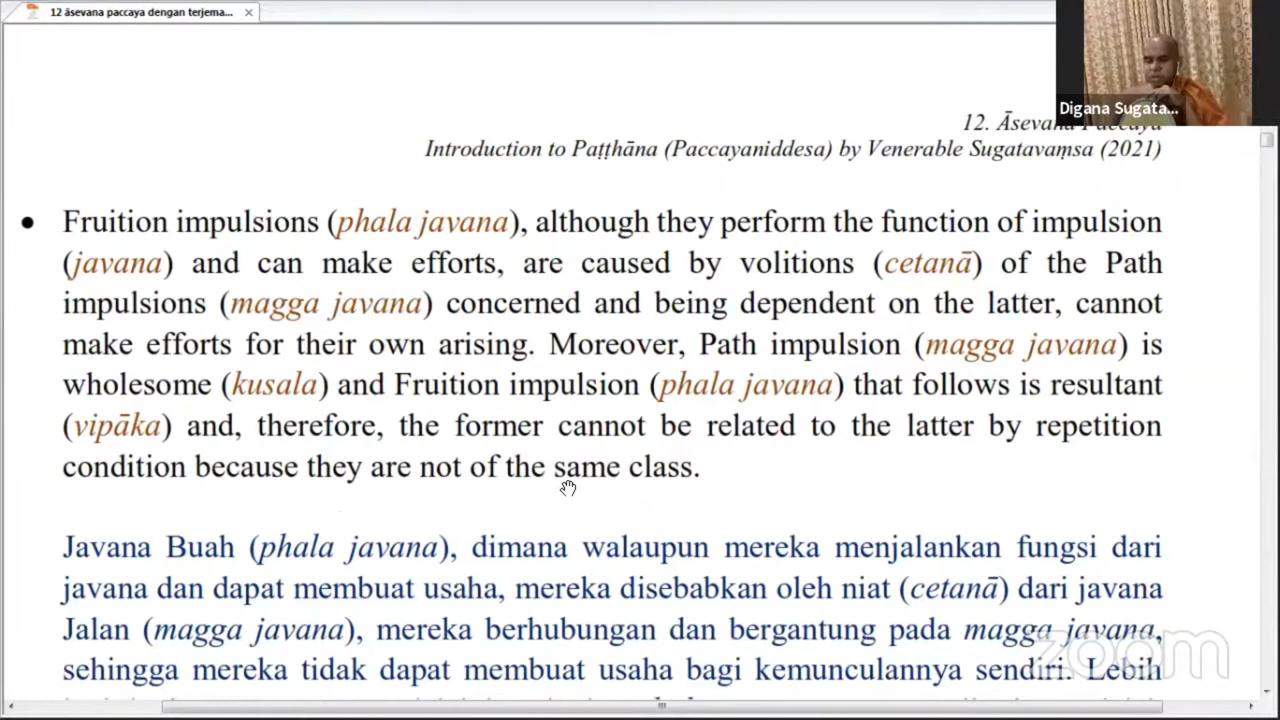 12 āsevana paccaya dengan terjema...
Digana Sugata...
12. Āsevana Paccaya
Introduction to Paṭṭhāna (Paccayaniddesa) by Venerable Sugatavaṃsa (2021)
• Fruition impulsions (phala javana), although they perform the function of impulsion
(javana) and can make efforts, are caused by volitions (cetanā) of the Path
impulsions (magga javana) concerned and being dependent on the latter, cannot
make efforts for their own arising. Moreover, Path impulsion (magga javana) is
wholesome (kusala) and Fruition impulsion (phala javana) that follows is resultant
(vipāka) and, therefore, the former cannot be related to the latter by repetition
condition because they are not of the same class.
Javana Buah (phala javana), dimana walaupun mereka menjalankan fungsi dari
javana dan dapat membuat usaha, mereka disebabkan oleh niat (cetanā) dari javana
Jalan (magga javana), mereka berhubungan dan bergantung pada magga javana,
sehingga mereka tidak dapat membuat usaha bagi kemunculannya sendiri. Lebih
zoom